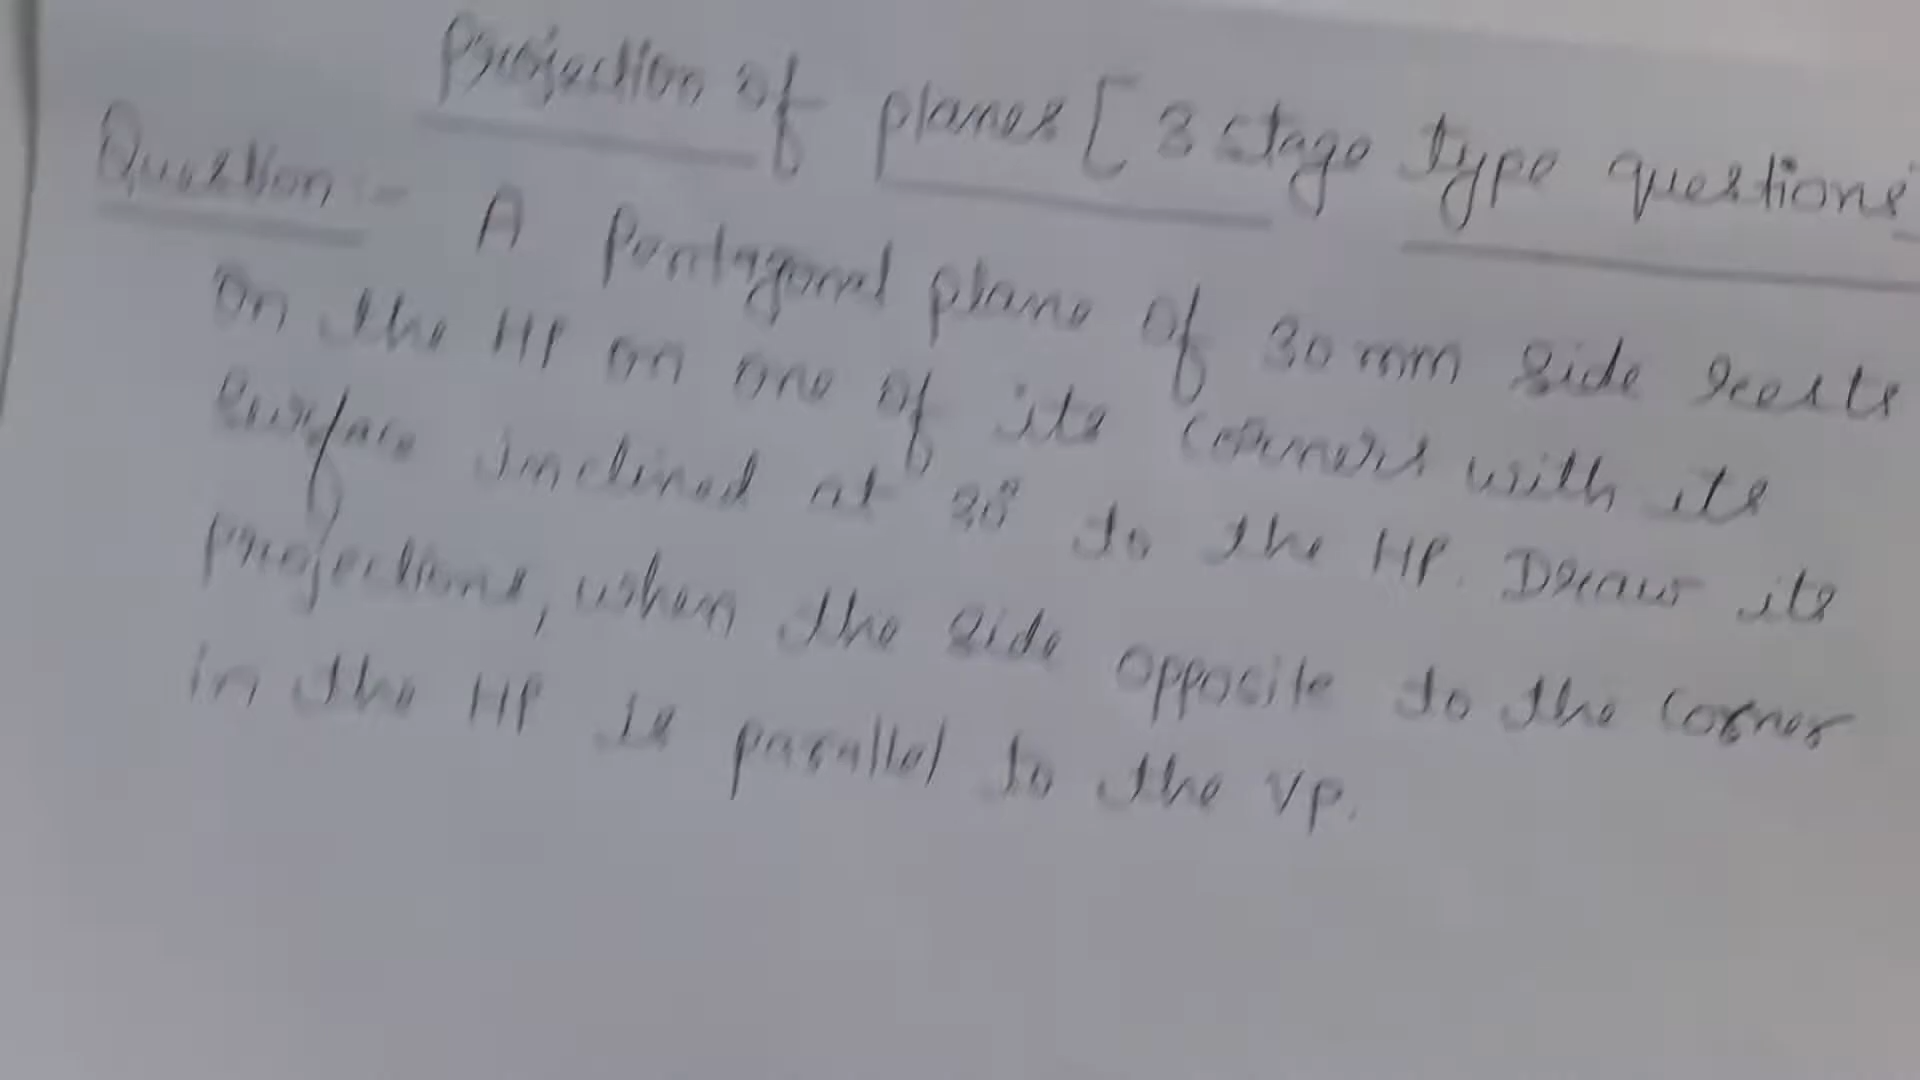 Projection of planes [3 stage type questions]
Question :- A Pentagonal plane of 30mm side rests
on the HP on one of its corners with its
surface inclined at 30° to the HP. Draw its
projections, when the side opposite to the corner
in the HP is parallel to the VP.